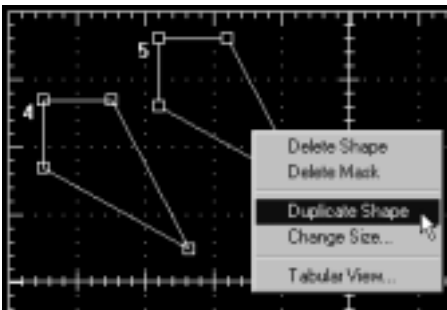 5
4
Delete Shape
Delete Mask
Duplicate Shape
Change Size...
Tabular View...